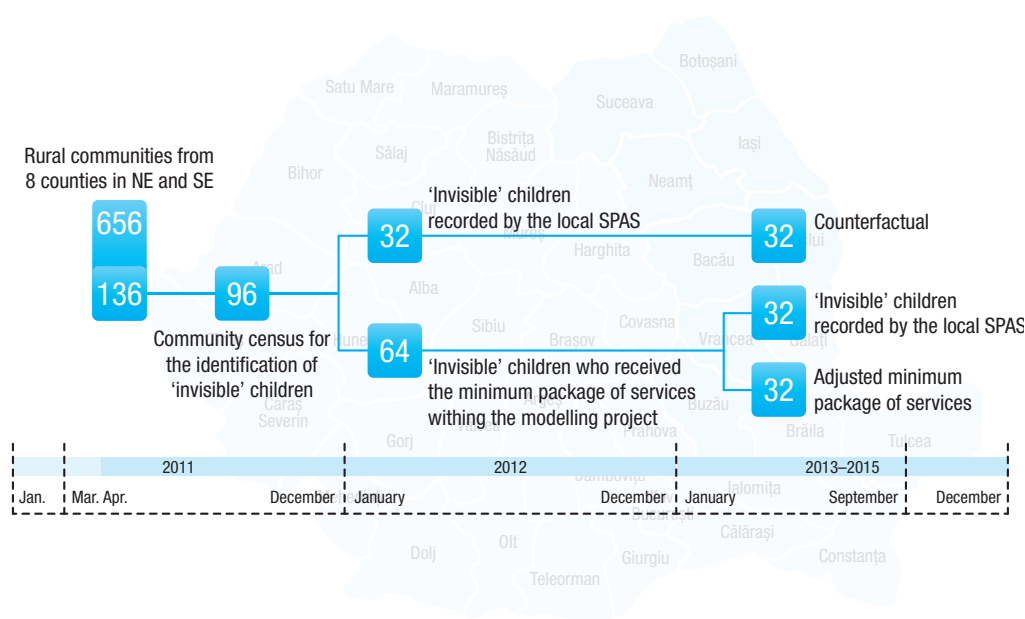 Botoșani
Satu Mare
Maramureș
Suceava
Bistrița
Năsăud
Iași
Sălaj
Rural communities from
8 counties in NE and SE
Bihor
Neamț
656
'Invisible' children
recorded by the local SPAS
Cluj
Mureș
32
32
Counterfactual
Harghita
Bacău
Arad
136
96
Alba
'Invisible' children
recorded by the local SPAS
32
Community census for
the identification of
'invisible' children
Sibiu
Covasna
Brașov
Vrancea
Galați
64
'Invisible' children who received
the minimum package of services
withing the modelling project
32
Adjusted minimum
package of services
Caraș
Severin
Argeș
Buzău
Gorj
Prahova
Brăila
Tulcea
2011
2012
2013–2015
Jan.
Mar. Apr.
December
January
December
January
September
December
Dâmbovița
Ialomița
București
Călărași
Dolj
Olt
Giurgiu
Constanța
Teleorman